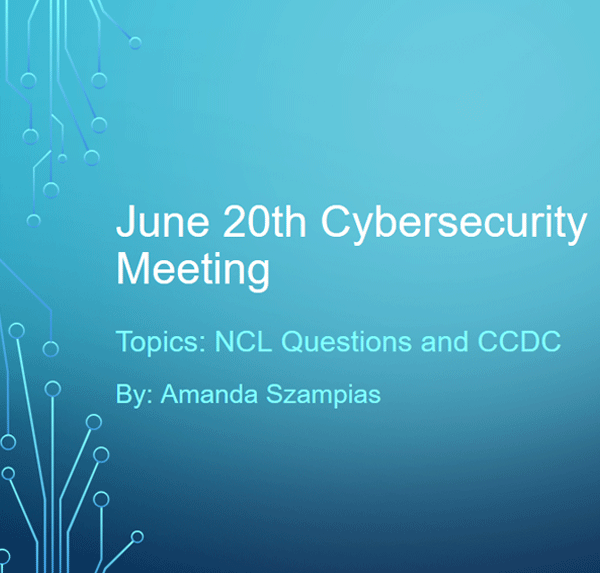 June 20th Cybersecurity
Meeting
Topics: NCL Questions and CCDC
By: Amanda Szampias